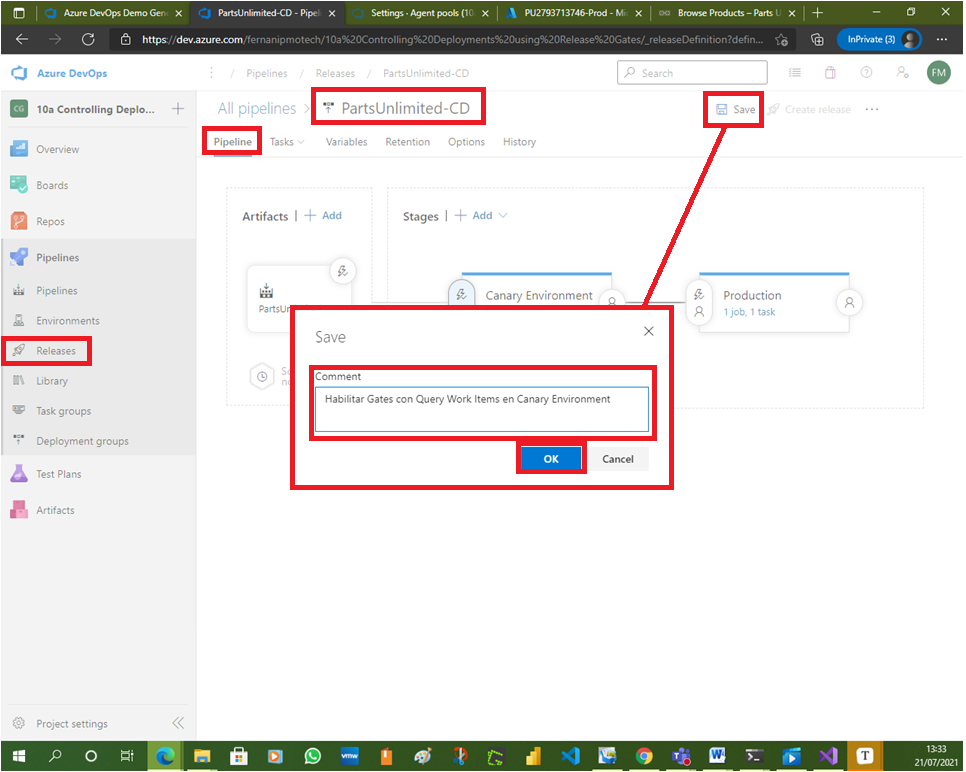 Azure DevOps Demo Gene
PartsUnlimited-CD - Pipelin
Settings - Agent pools (10a
PU2793713746-Prod - Mic
Browse Products – Parts U
https://dev.azure.com/fernanipmotech/10a%20Controlling%20Deployments%20using%20Release%20Gates/_releaseDefinition?defin...
InPrivate (3)
Azure DevOps
/ Pipelines / Releases / PartsUnlimited-CD
Search
FM
CG
10a Controlling Deplo...
All pipelines > PartsUnlimited-CD
Save
Create release
Pipeline
Tasks
Variables
Retention
Options
History
Overview
Boards
Repos
Pipelines
Pipelines
Environments
Releases
Library
Task groups
Deployment groups
Test Plans
Artifacts
Project settings
Artifacts | + Add
Stages | + Add
Canary Environment
Production
1 job, 1 task
Save
Comment
Habilitar Gates con Query Work Items en Canary Environment
OK
Cancel
vmw
T
13:33
21/07/2021